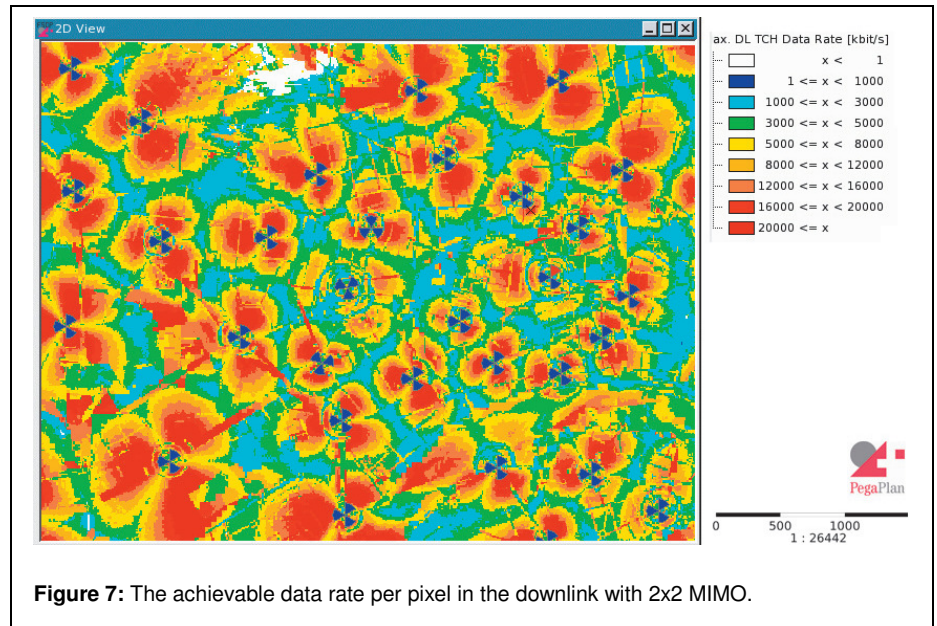 2D View
ax. DL TCH Data Rate [kbit/s]
x < 1
1 <= x < 1000
1000 <= x < 3000
3000 <= x < 5000
5000 <= x < 8000
8000 <= x < 12000
12000 <= x < 16000
16000 <= x < 20000
20000 <= x
PegaPlan
0 500 1000
1 : 26442
Figure 7: The achievable data rate per pixel in the downlink with 2x2 MIMO.